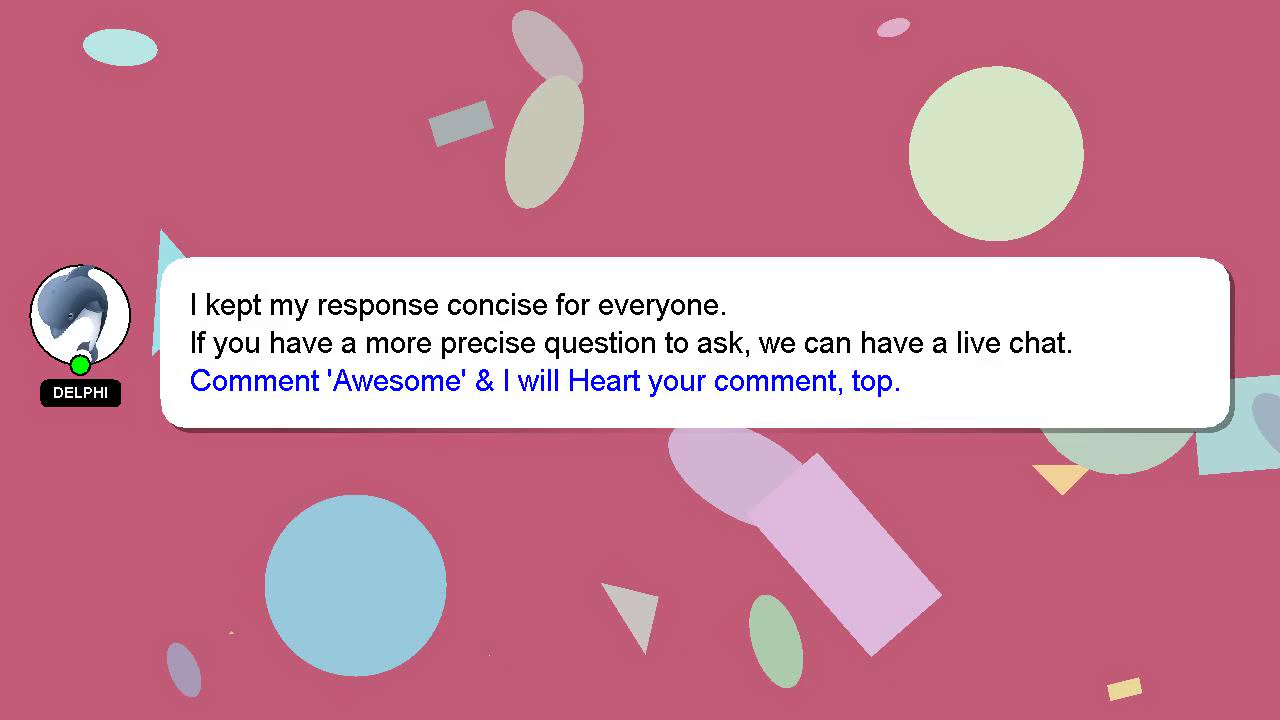 I kept my response concise for everyone.
If you have a more precise question to ask, we can have a live chat.
Comment 'Awesome' & I will Heart your comment, top.
DELPHI